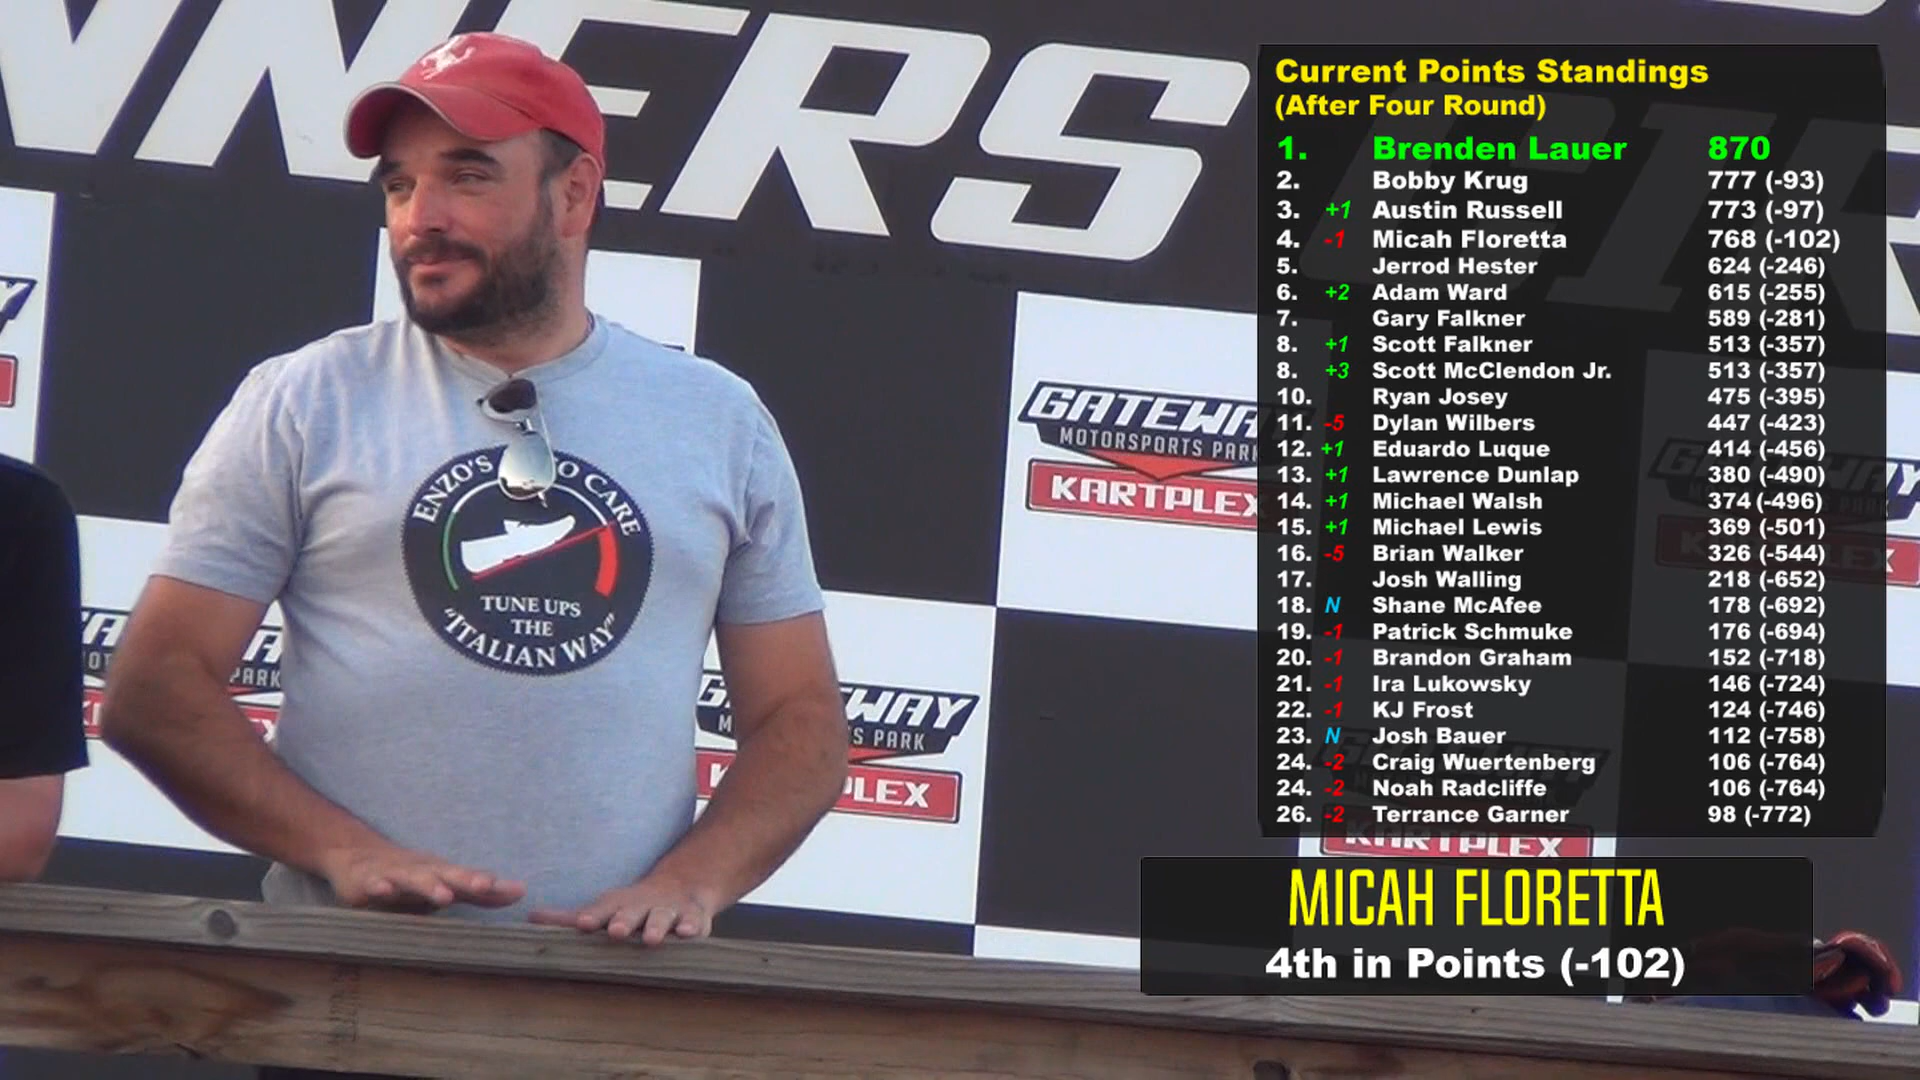 NNERS
Current Points Standings
(After Four Round)
1. Brenden Lauer 870
2. Bobby Krug 777 (-93)
3. +1 Austin Russell 773 (-97)
4. -1 Micah Floretta 768 (-102)
5. Jerrod Hester 624 (-246)
6. +2 Adam Ward 615 (-255)
7. Gary Falkner 589 (-281)
8. +1 Scott Falkner 513 (-357)
8. +3 Scott McClendon Jr. 513 (-357)
10. Ryan Josey 475 (-395)
11. -5 Dylan Wilbers 447 (-423)
12. +1 Eduardo Luque 414 (-456)
13. +1 Lawrence Dunlap 380 (-490)
14. +1 Michael Walsh 374 (-496)
15. +1 Michael Lewis 369 (-501)
16. -5 Brian Walker 326 (-544)
17. Josh Walling 218 (-652)
18. N Shane McAfee 178 (-692)
19. -1 Patrick Schmuke 176 (-694)
20. -1 Brandon Graham 152 (-718)
21. -1 Ira Lukowsky 146 (-724)
22. -1 KJ Frost 124 (-746)
23. N Josh Bauer 112 (-758)
24. -2 Craig Wuertenberg 106 (-764)
24. -2 Noah Radcliffe 106 (-764)
26. -2 Terrance Garner 98 (-772)
GATEWAY
MOTORSPORTS PARK
KARTPLEX
ENZO'S CARE
TUNE UPS
THE
"ITALIAN WAY"
PARK
WAY
PARK
PLEX
KARTPLEX
MICAH FLORETTA
4th in Points (-102)